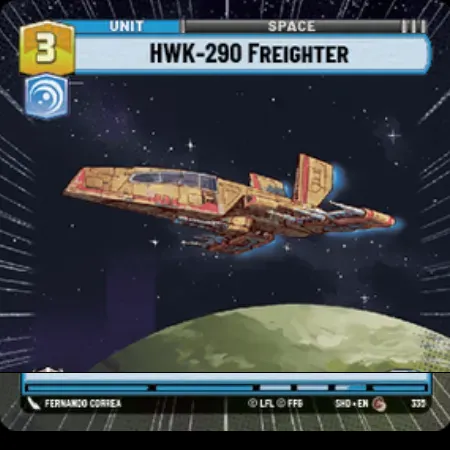 UNIT
SPACE
3
HWK-290 FREIGHTER
FERNANDO CORREA
© LFL © FFG
SHD • EN
335